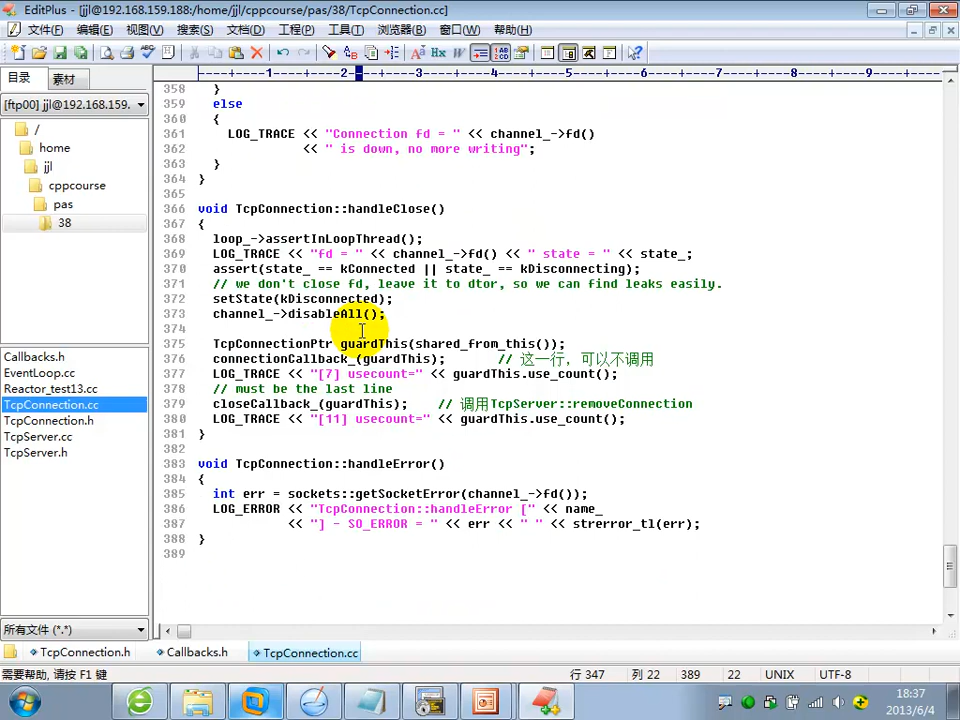 EditPlus - [jjl@192.168.159.188:/home/jjl/cppcourse/pas/38/TcpConnection.cc]
文件(F) 编辑(E) 视图(V) 搜索(S) 文档(D) 工程(P) 工具(T) 浏览器(B) 窗口(W) 帮助(H)
目录 素材
----+----1----+----2----+----3----+----4----+----5----+----6----+----7----+----8----+----9----+--
[ftp00] jjl@192.168.159.
/
home
jjl
cppcourse
pas
38
Callbacks.h
EventLoop.cc
Reactor_test13.cc
TcpConnection.cc
TcpConnection.h
TcpServer.cc
TcpServer.h
所有文件 (*.*)
358 }
359 else
360 {
361 LOG_TRACE << "Connection fd = " << channel_->fd()
362 << " is down, no more writing";
363 }
364 }
365
366 void TcpConnection::handleClose()
367 {
368 loop_->assertInLoopThread();
369 LOG_TRACE << "fd = " << channel_->fd() << " state = " << state_;
370 assert(state_ == kConnected || state_ == kDisconnecting);
371 // we don't close fd, leave it to dtor, so we can find leaks easily.
372 setState(kDisconnected);
373 channel_->disableAll();
374
375 TcpConnectionPtr guardThis(shared_from_this());
376 connectionCallback_(guardThis); // 这一行，可以不调用
377 LOG_TRACE << "[7] usecount=" << guardThis.use_count();
378 // must be the last line
379 closeCallback_(guardThis); // 调用TcpServer::removeConnection
380 LOG_TRACE << "[11] usecount=" << guardThis.use_count();
381 }
382
383 void TcpConnection::handleError()
384 {
385 int err = sockets::getSocketError(channel_->fd());
386 LOG_ERROR << "TcpConnection::handleError [" << name_
387 << "] - SO_ERROR = " << err << " " << strerror_tl(err);
388 }
389
TcpConnection.h Callbacks.h TcpConnection.cc
需要帮助, 请按 F1 键 行 347 列 22 389 22 UNIX UTF-8
18:37
2013/6/4